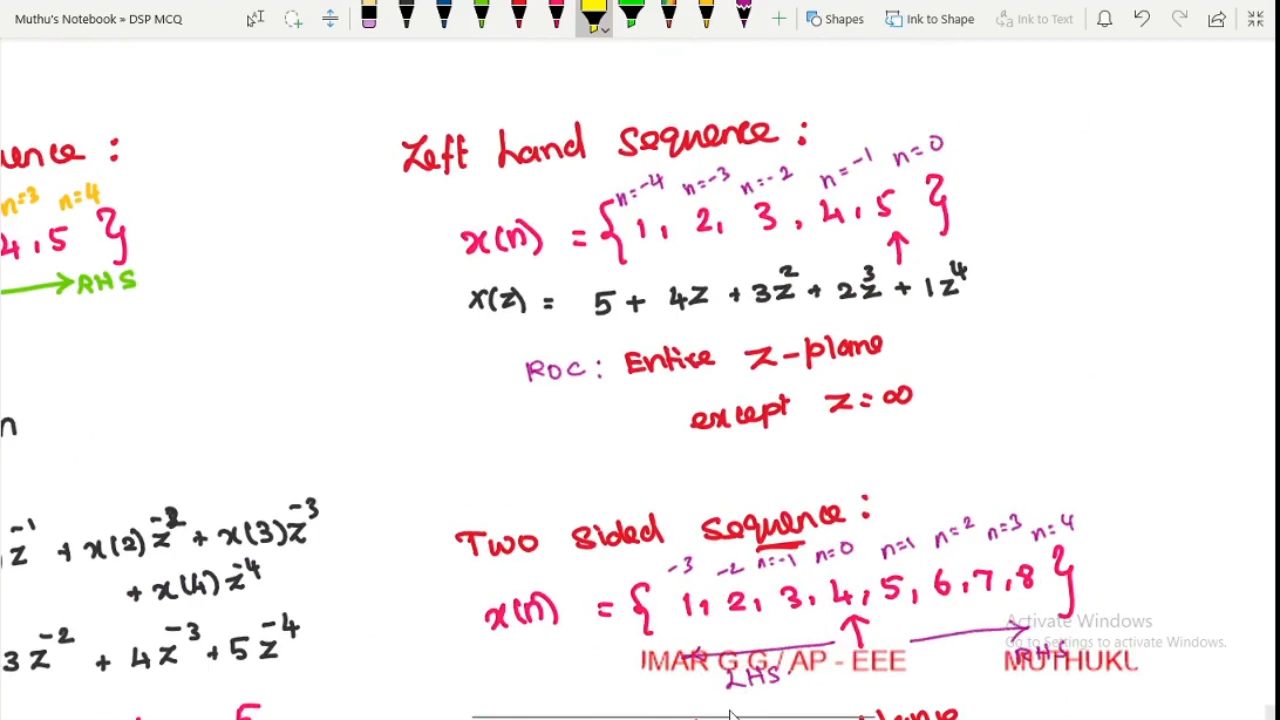 Muthu's Notebook » DSP MCQ
Shapes
Ink to Shape
Ink to Text
Left hand sequence :
n=-4 n=-3 n=-2 n=-1 n=0
x(n) = { 1, 2, 3, 4, 5 }
↑
x(z) = 5 + 4z + 3z² + 2z³ + 1z⁴
ROC: Entire z-plane
except z=∞
uence :
n=3 n=4
4, 5 }
→RHS
n
z⁻¹ + x(2)z⁻² + x(3)z⁻³
+ x(4)z⁻⁴
3z⁻² + 4z⁻³ + 5z⁻⁴
Two sided sequence :
-3 -2 n=-1 n=0 n=1 n=2 n=3 n=4
x(n) = { 1, 2, 3, 4, 5, 6, 7, 8 }
↑
LHS
RHS
IMAR G G / AP - EEE MUTHUKU
Activate Windows
Go to Settings to activate Windows.